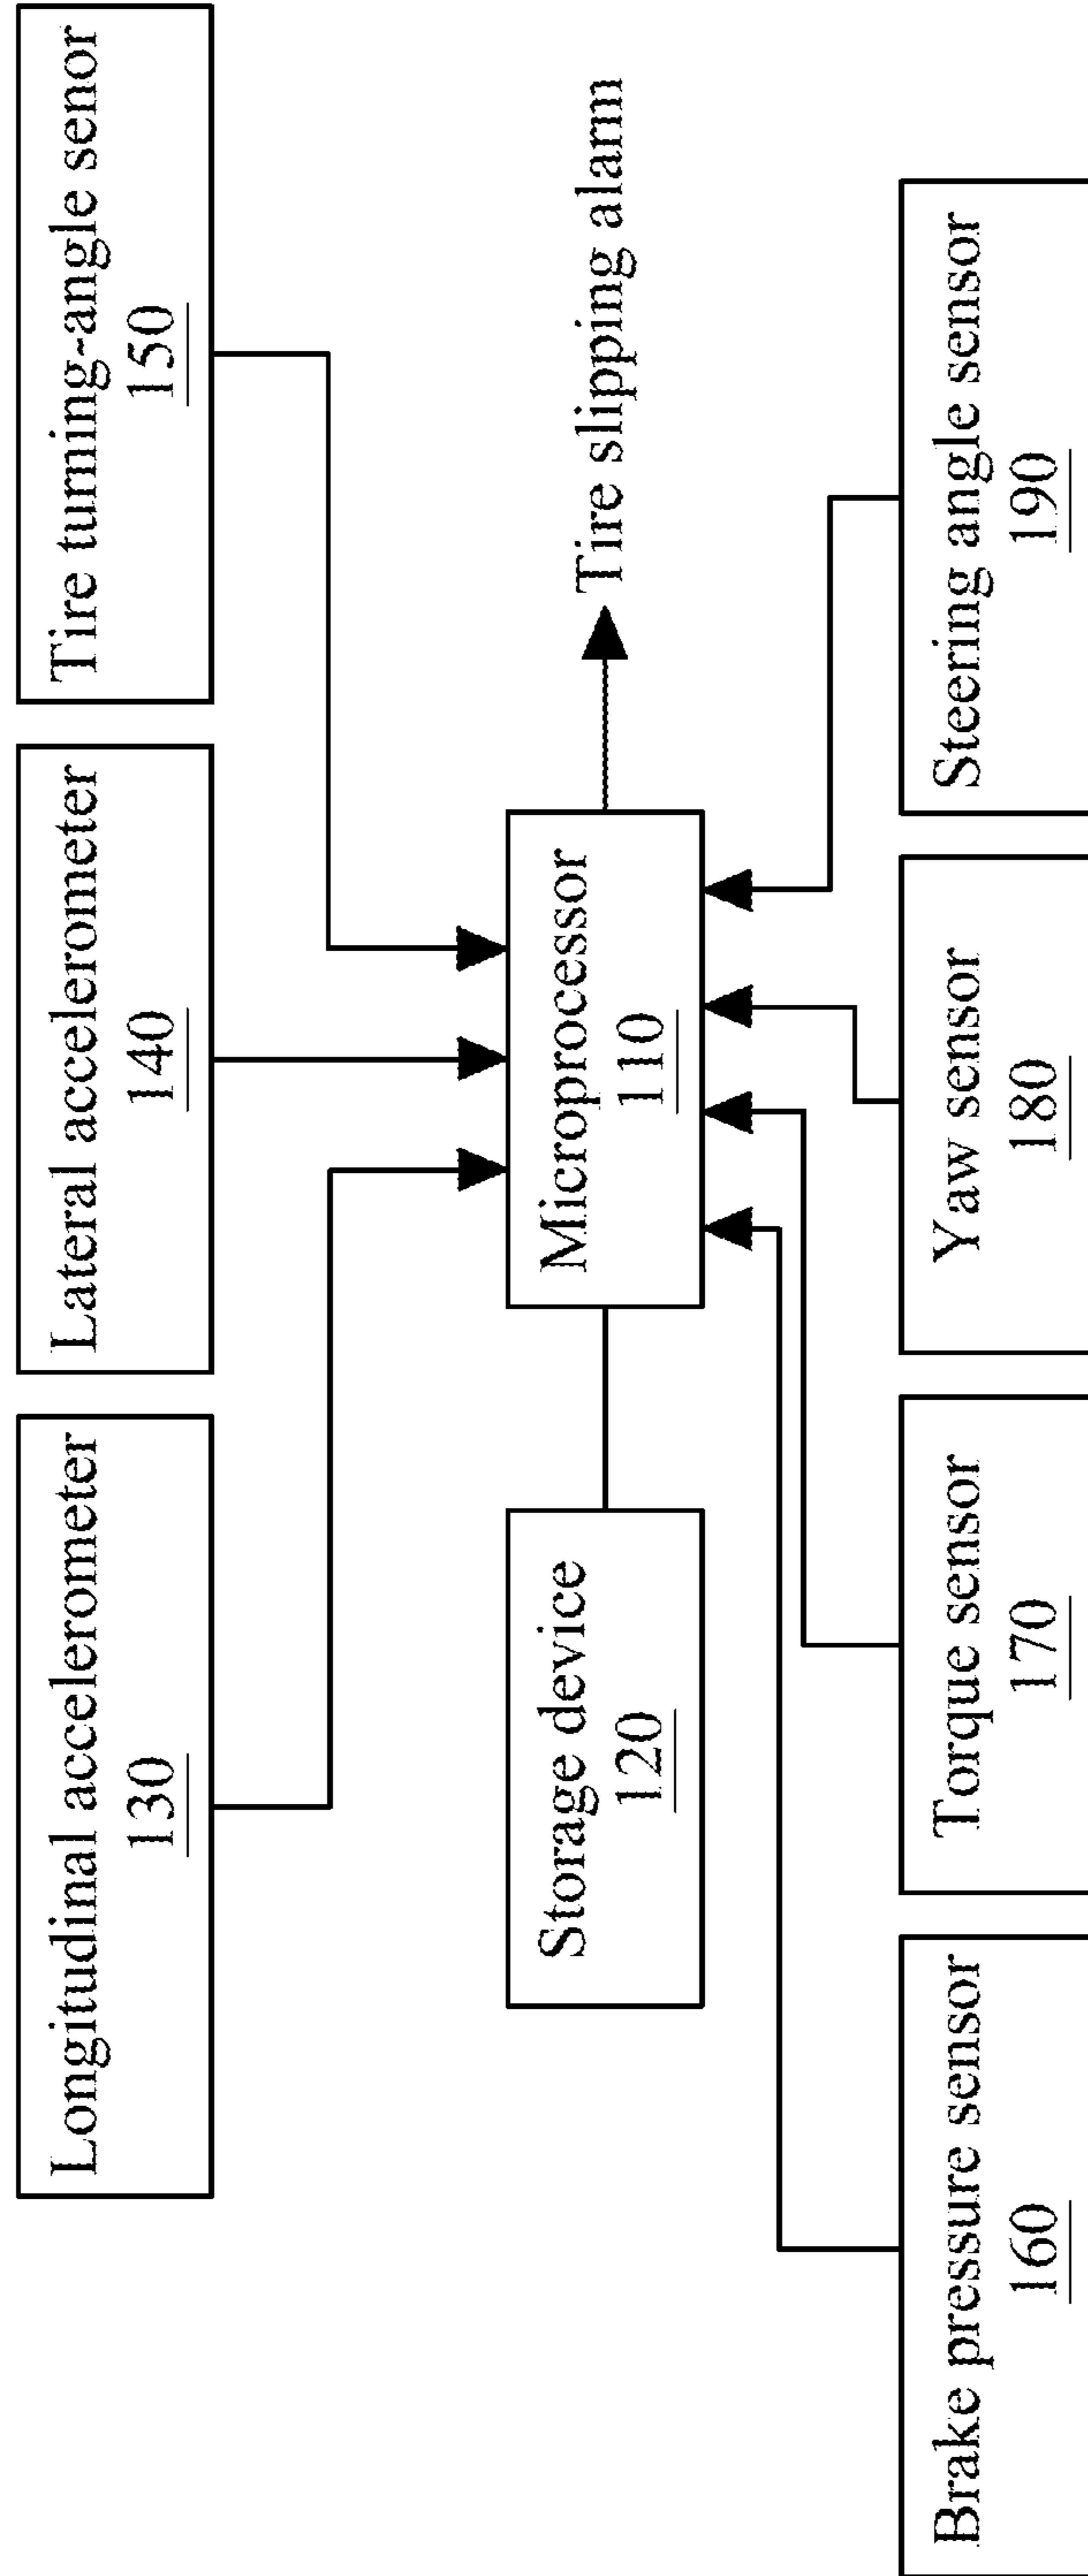 Longitudinal accelerometer
130
Lateral accelerometer
140
Tire turning-angle senor
150
Storage device
120
Microprocessor
110
Tire slipping alarm
Brake pressure sensor
160
Torque sensor
170
Yaw sensor
180
Steering angle sensor
190